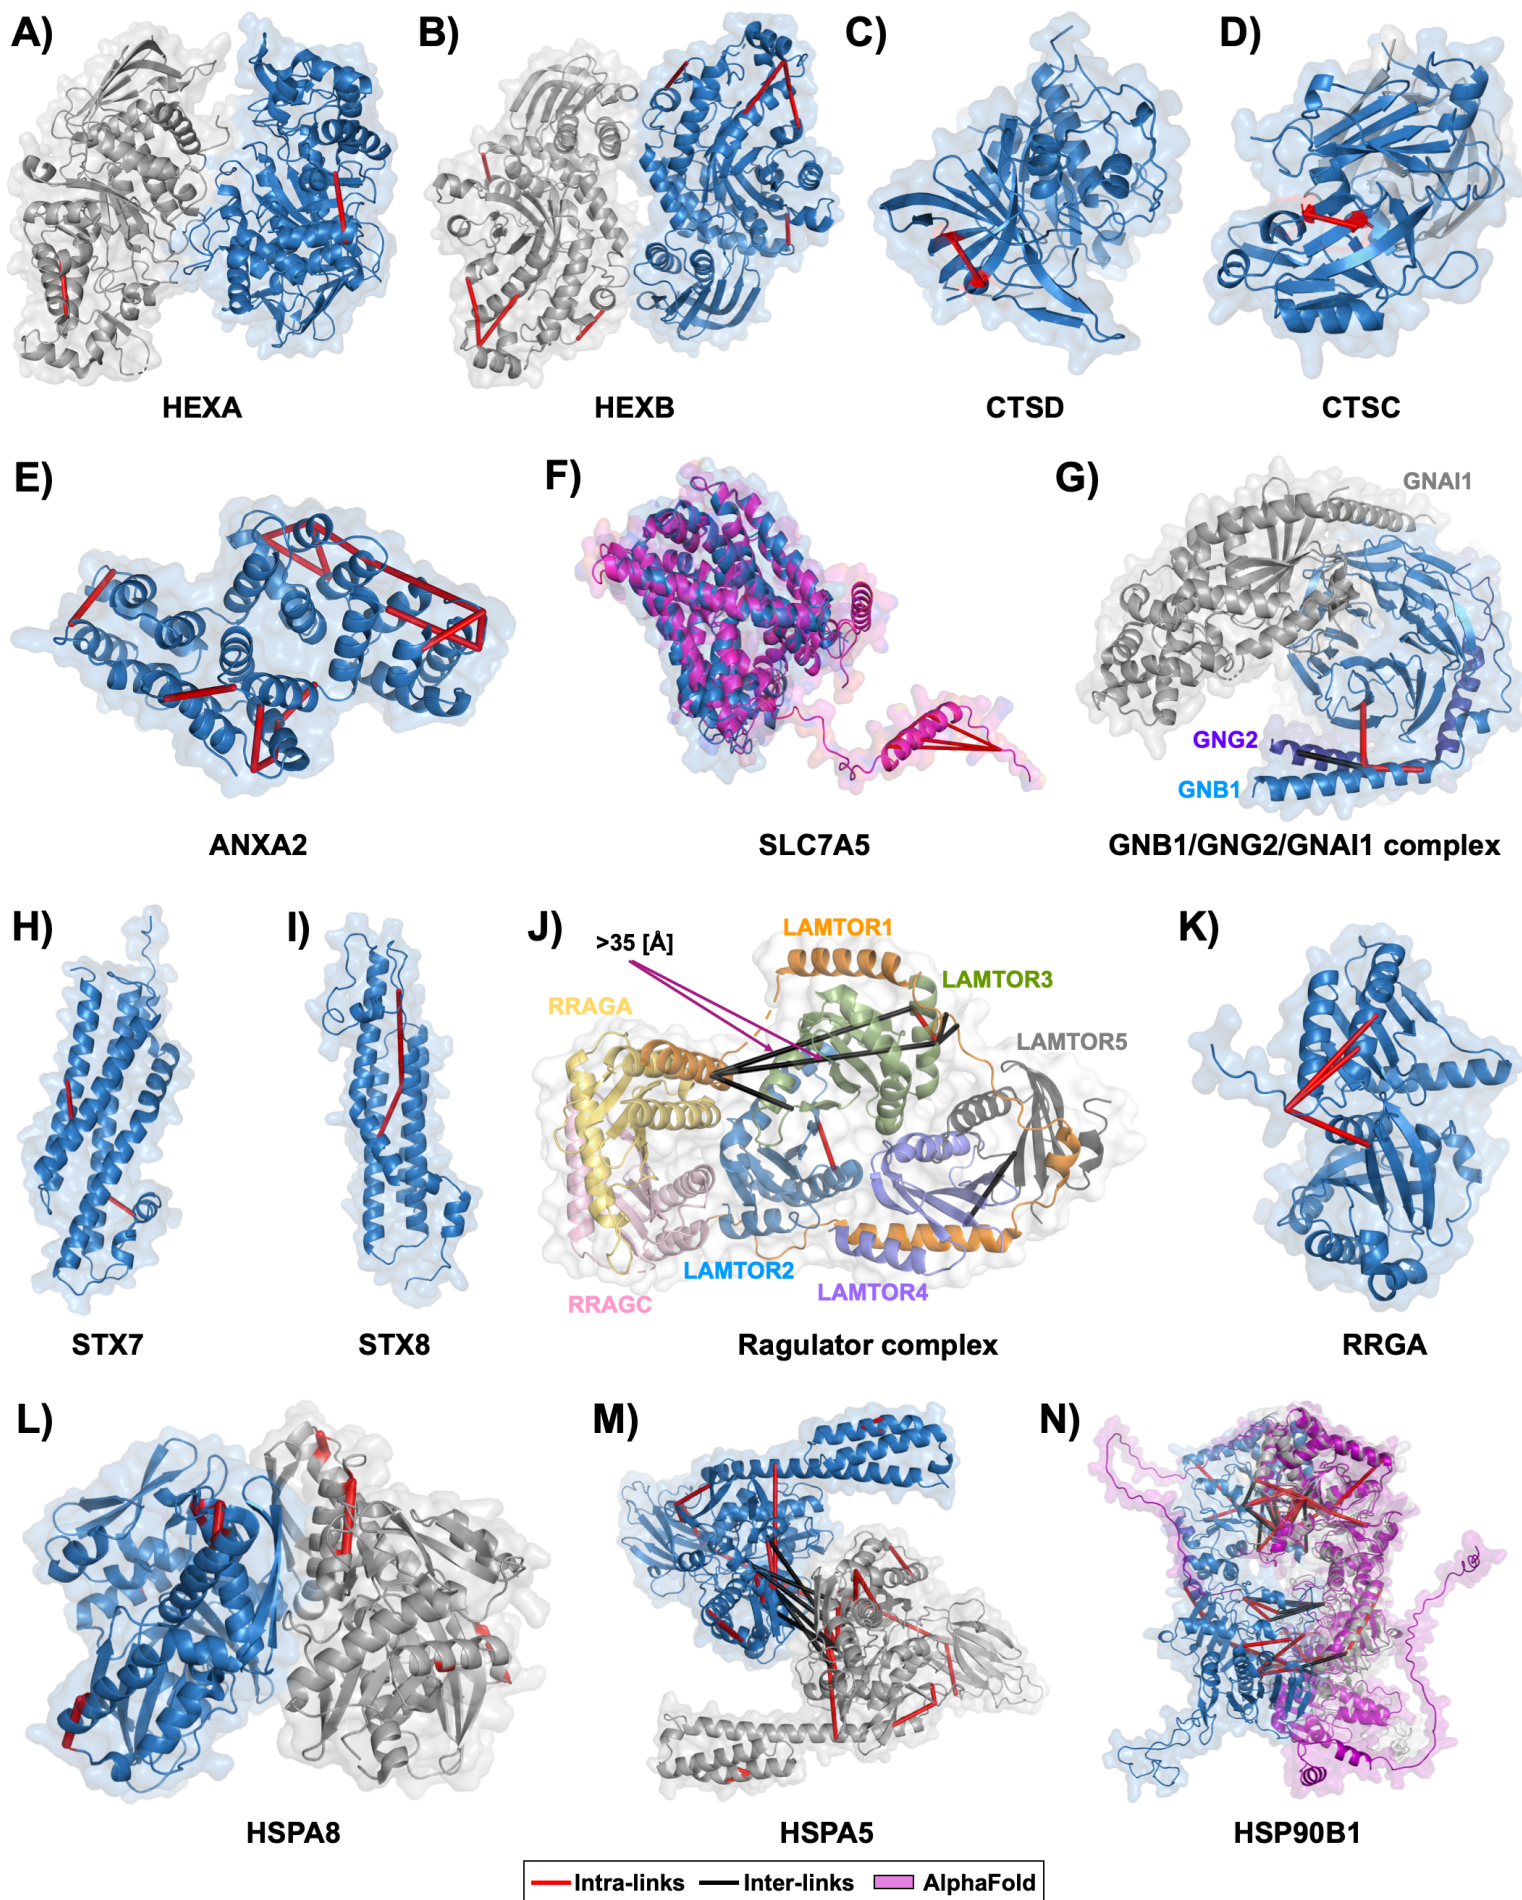 A)
B)
C)
D)
HEXA
HEXB
CTSD
CTSC
E)
F)
G)
GNAI1
GNG2
GNB1
ANXA2
SLC7A5
GNB1/GNG2/GNAI1 complex
H)
I)
J)
K)
>35 [Å]
LAMTOR1
LAMTOR3
RRAGA
LAMTOR5
LAMTOR2
LAMTOR4
RRAGC
STX7
STX8
Ragulator complex
RRGA
L)
M)
N)
HSPA8
HSPA5
HSP90B1
Intra-links
Inter-links
AlphaFold